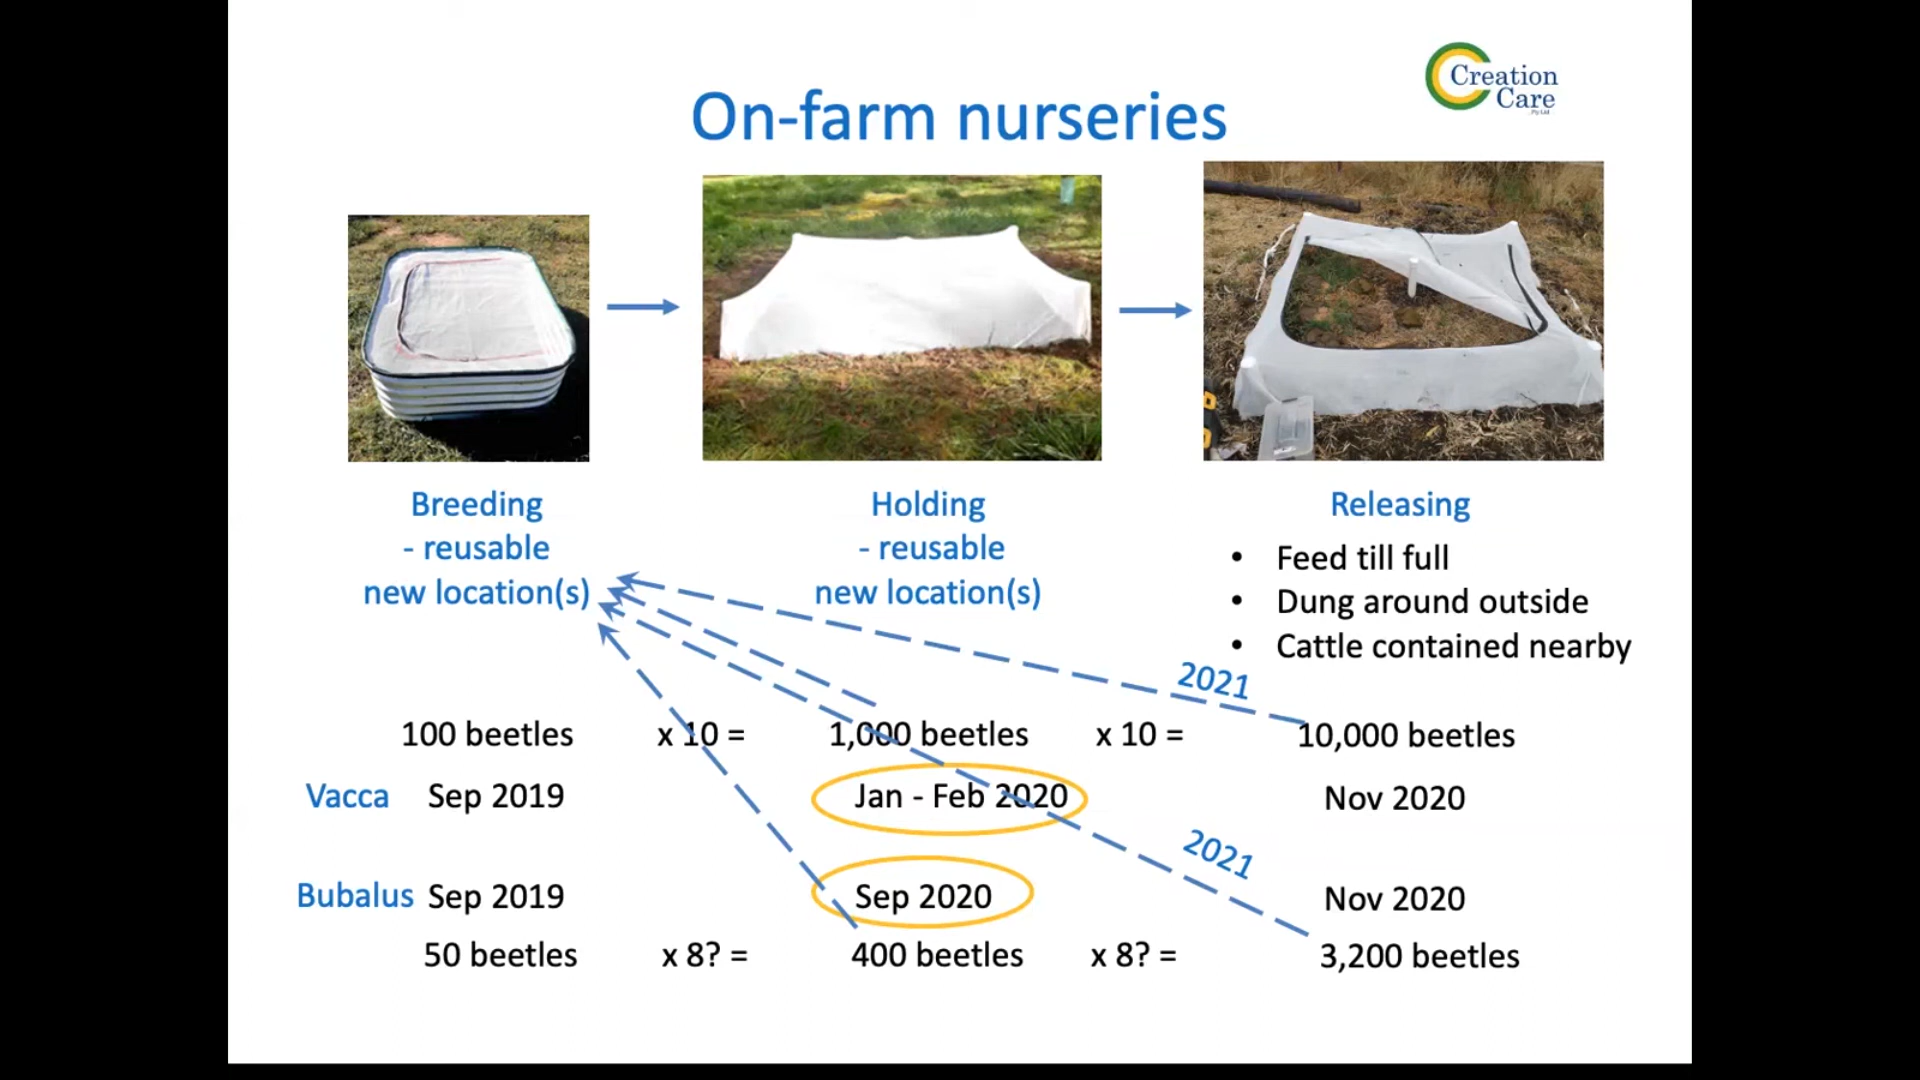 Creation
Care
Pty Ltd
On-farm nurseries
Breeding
- reusable
new location(s)
Holding
- reusable
new location(s)
Releasing
• Feed till full
• Dung around outside
• Cattle contained nearby
2021
100 beetles x 10 = 1,000 beetles x 10 = 10,000 beetles
Vacca Sep 2019 Jan - Feb 2020 Nov 2020
2021
Bubalus Sep 2019 Sep 2020 Nov 2020
50 beetles x 8? = 400 beetles x 8? = 3,200 beetles